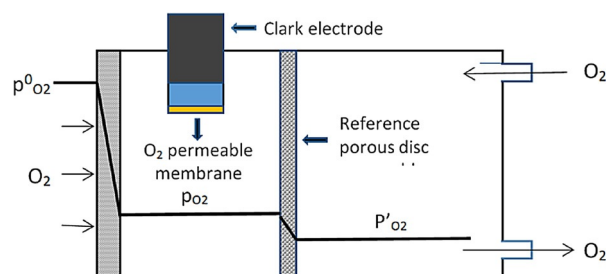 Clark electrode
p⁰O₂
O₂
O₂ permeable
membrane
pO₂
Reference
porous disc
P’O₂
O₂
O₂